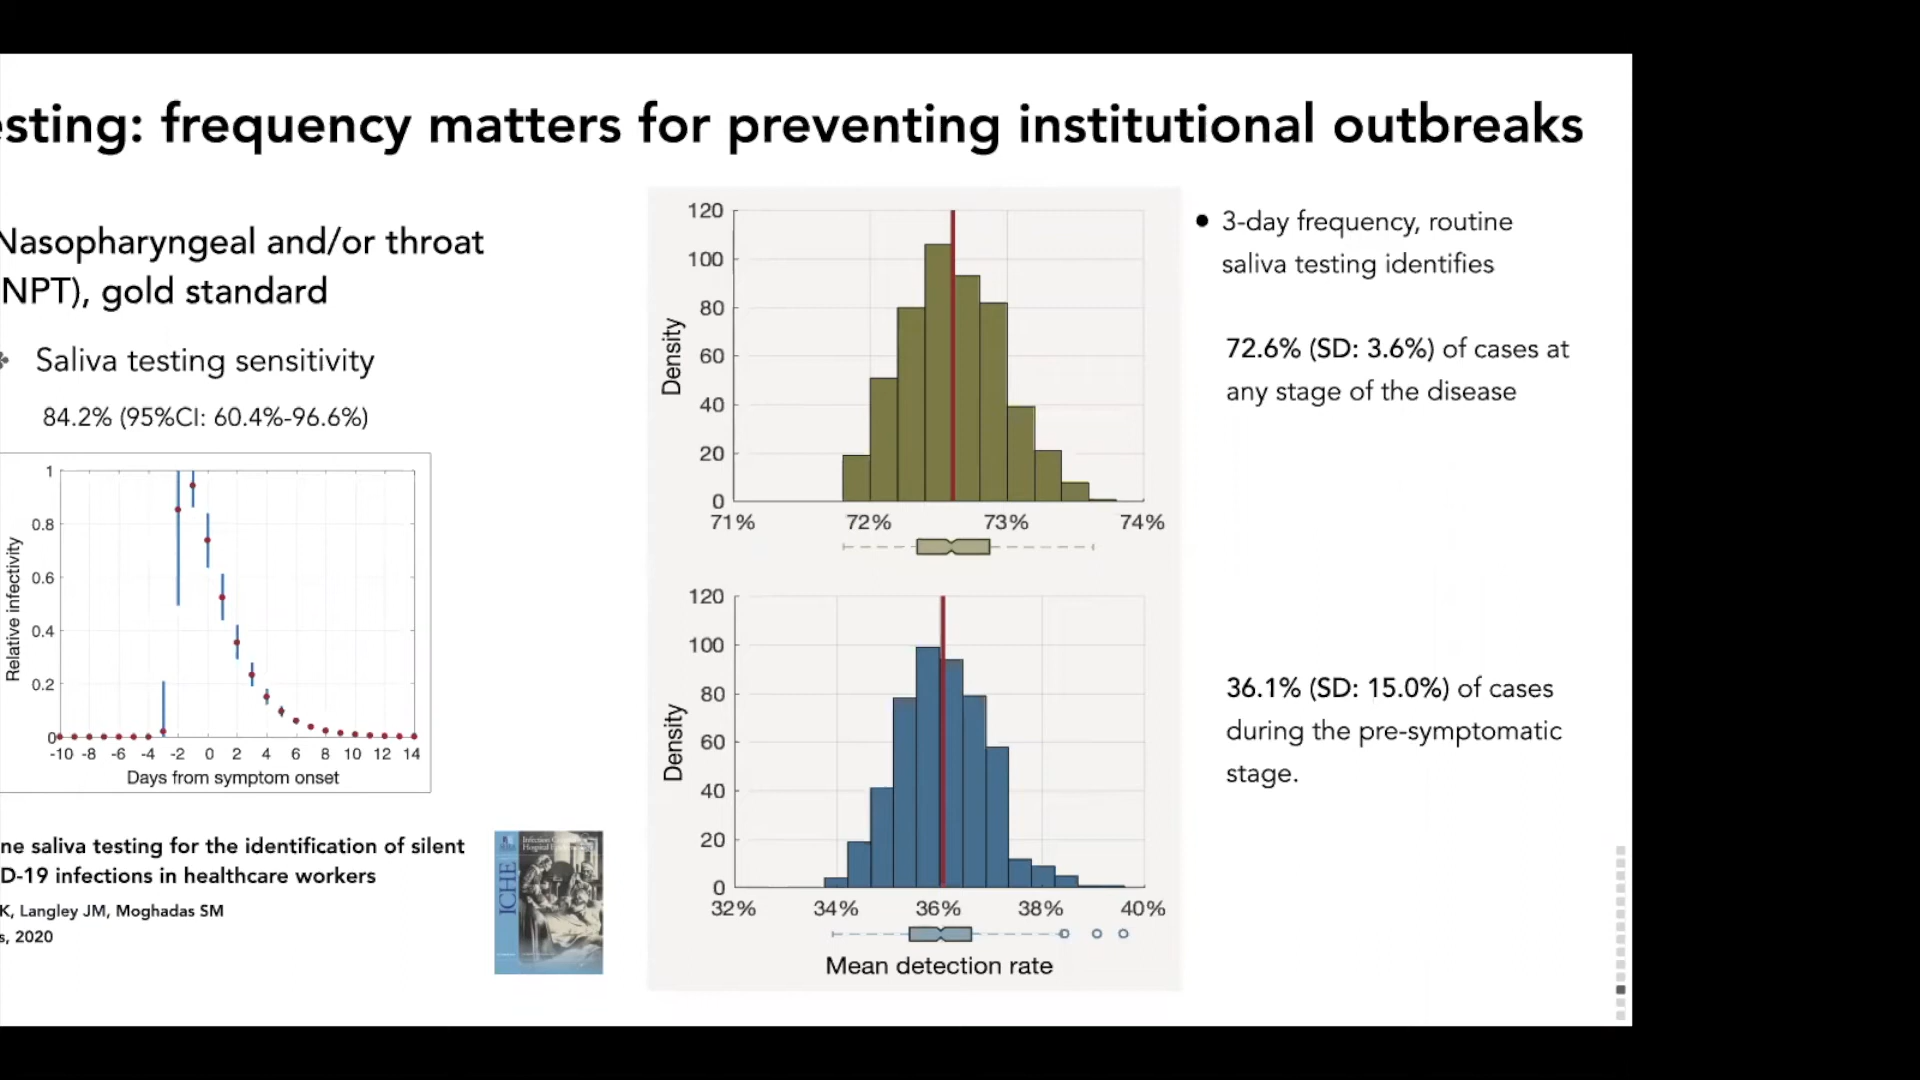 esting: frequency matters for preventing institutional outbreaks
Nasopharyngeal and/or throat
NPT), gold standard
Saliva testing sensitivity
84.2% (95%CI: 60.4%-96.6%)
1
0.8
0.6
0.4
0.2
0
Relative infectivity
-10 -8 -6 -4 -2 0 2 4 6 8 10 12 14
Days from symptom onset
ne saliva testing for the identification of silent
D-19 infections in healthcare workers
K, Langley JM, Moghadas SM
s, 2020
ICHE
120
100
80
60
40
20
0
Density
71% 72% 73% 74%
120
100
80
60
40
20
0
Density
32% 34% 36% 38% 40%
Mean detection rate
● 3-day frequency, routine
saliva testing identifies
72.6% (SD: 3.6%) of cases at
any stage of the disease
36.1% (SD: 15.0%) of cases
during the pre-symptomatic
stage.